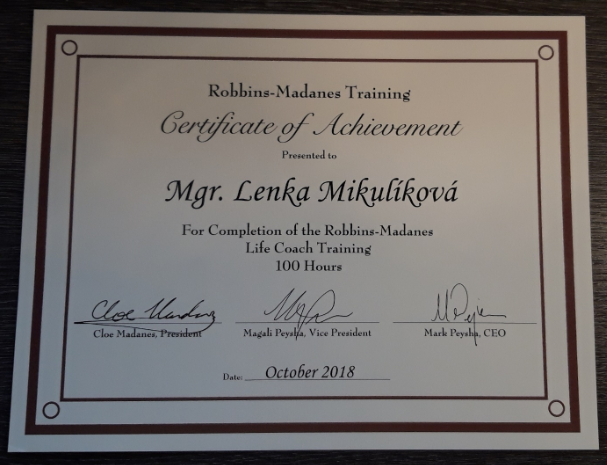 Robbins-Madanes Training
Certificate of Achievement
Presented to
Mgr. Lenka Mikulíková
For Completion of the Robbins-Madanes
Life Coach Training
100 Hours
Cloe Madanes, President
Magali Peysha, Vice President
Mark Peysha, CEO
Date: October 2018